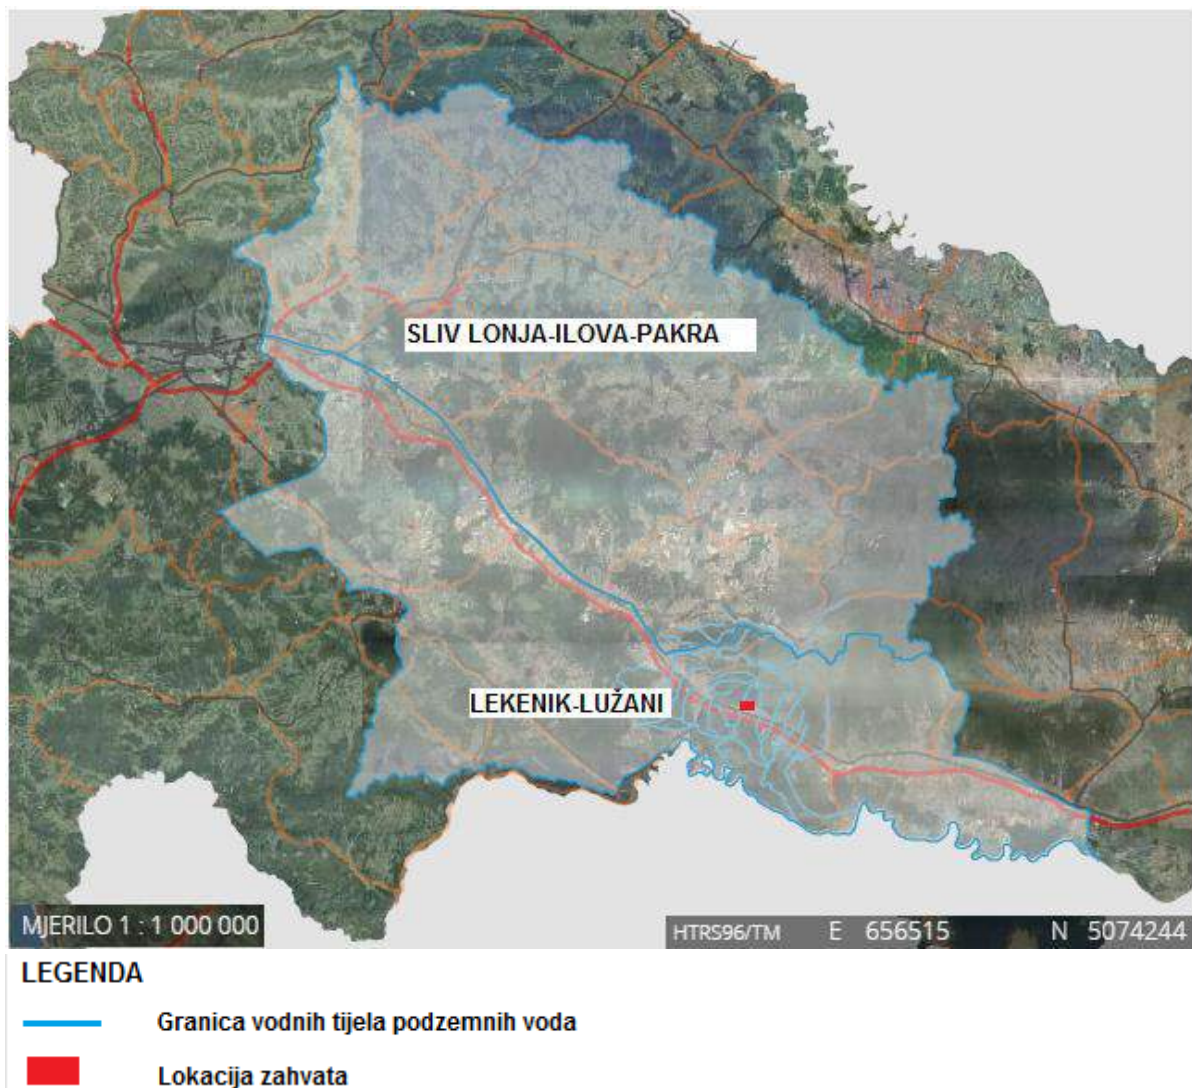 SLIV LONJA-ILOVA-PAKRA
LEKENIK-LUŽANI
MJERILO 1 : 1 000 000
HTRS96/TM E 656515 N 5074244
LEGENDA
Granica vodnih tijela podzemnih voda
Lokacija zahvata